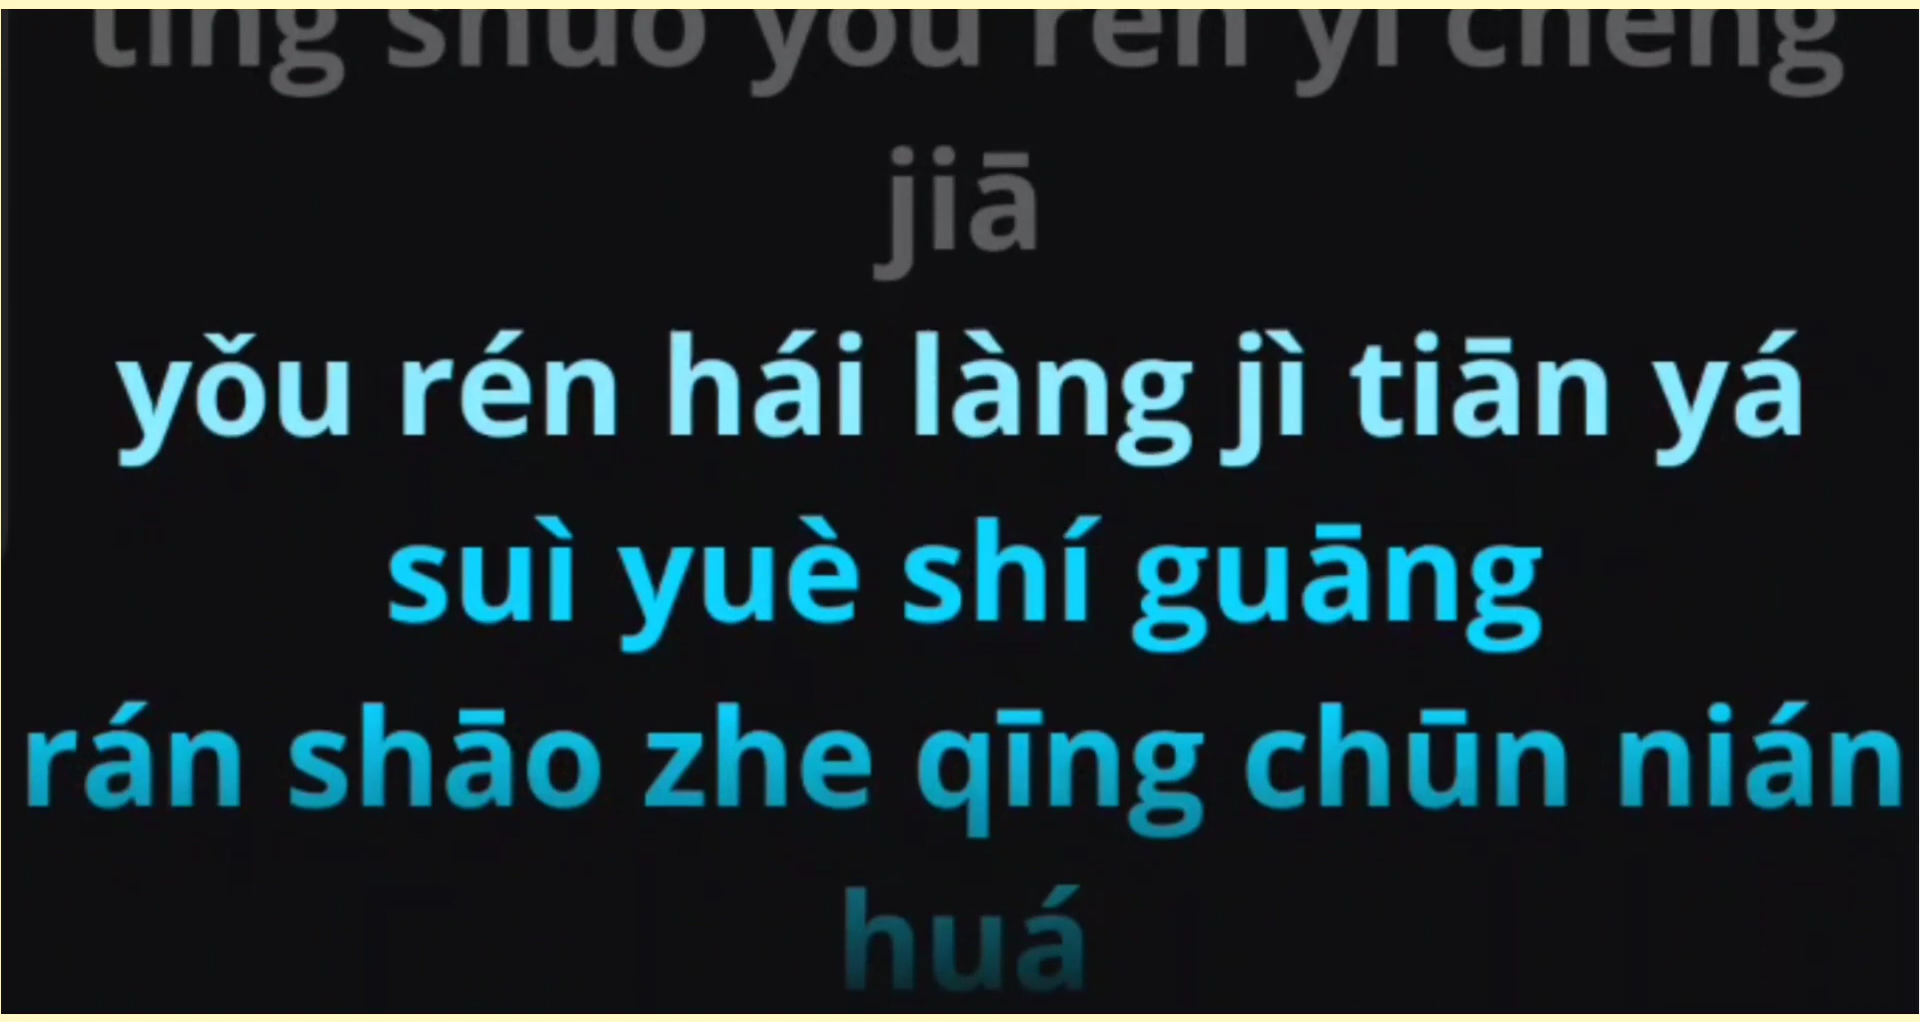 jiā
yǒu rén hái làng jì tiān yá
suì yuè shí guāng
rán shāo zhe qīng chūn nián
huá